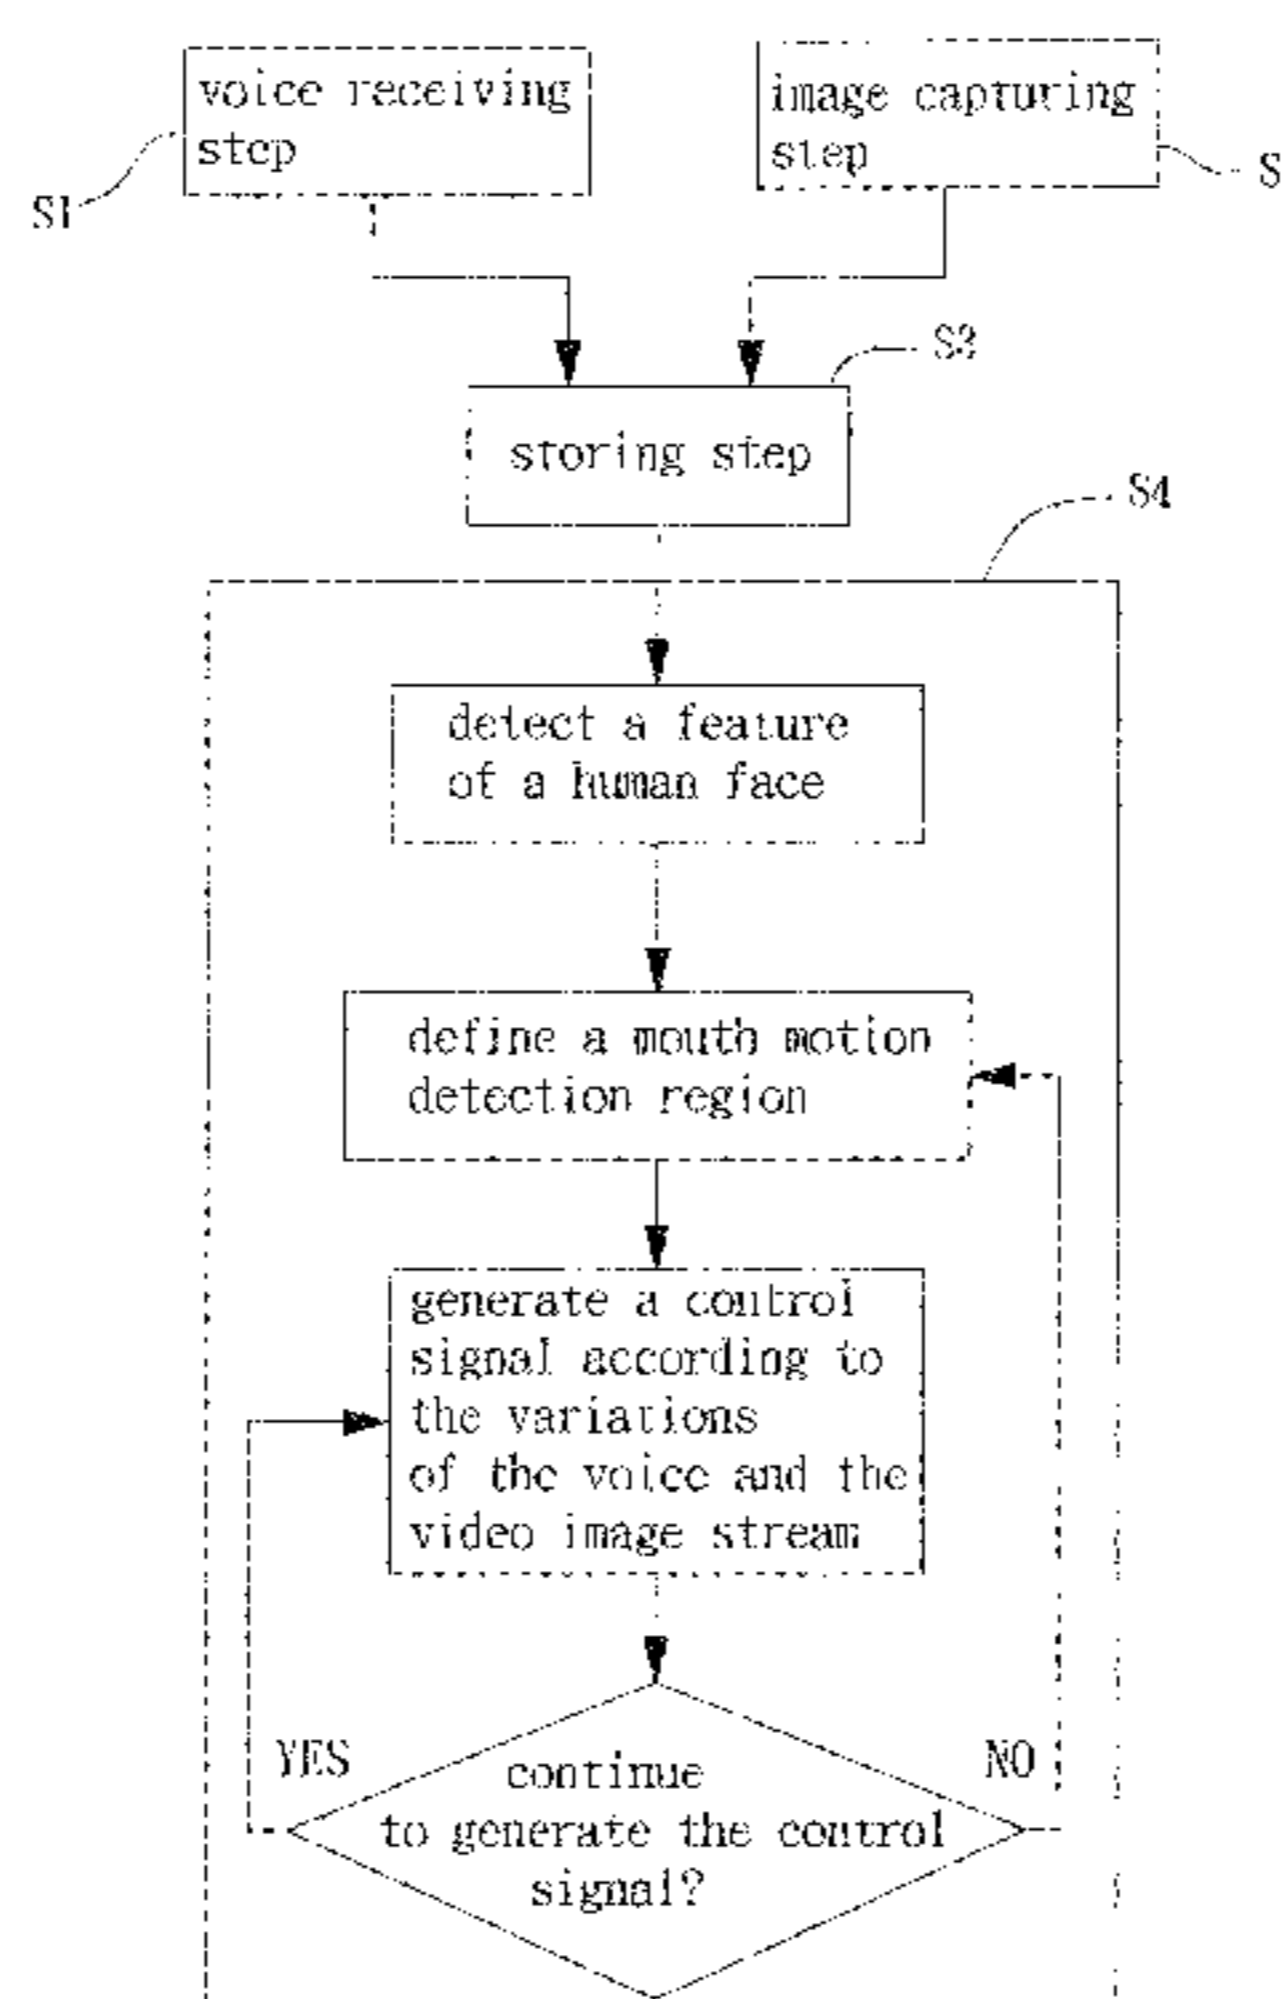 voice receiving
step
image capturing
step
S1
S
S3
storing step
S4
detect a feature
of a human face
define a mouth motion
detection region
generate a control
signal according to
the variations
of the voice and the
video image stream
YES
NO
continue
to generate the control
signal?